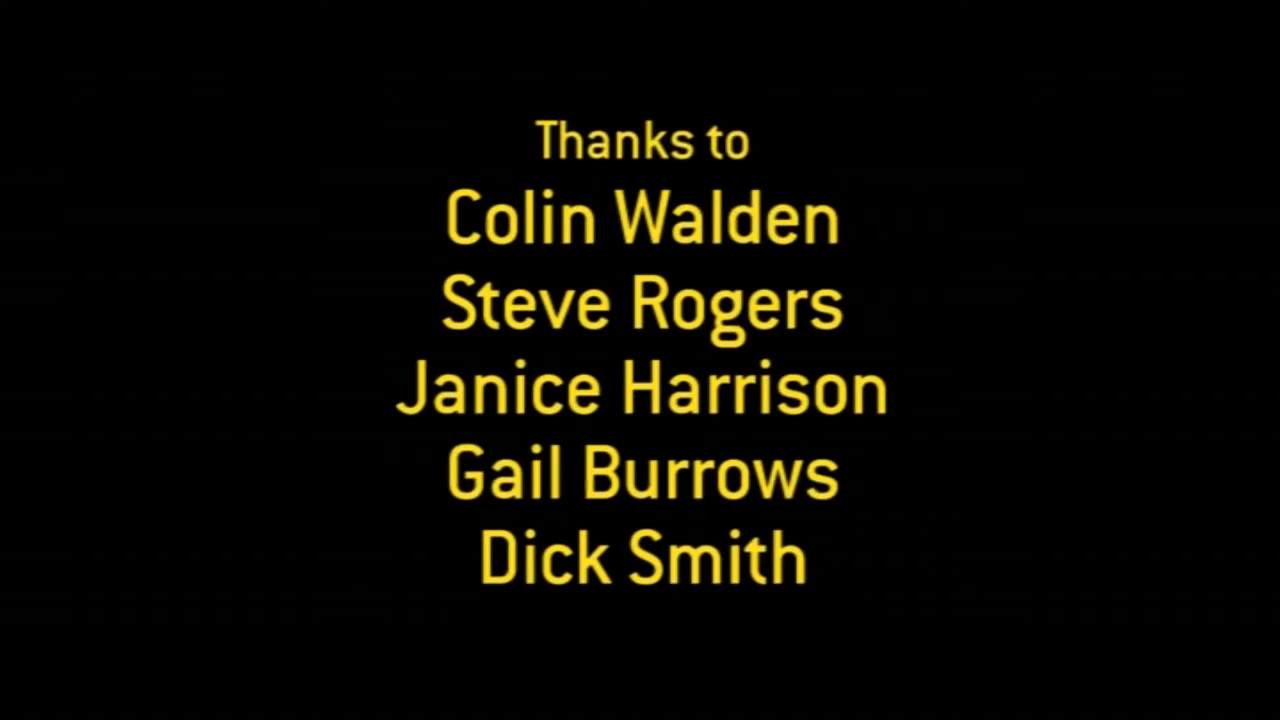 Thanks to
Colin Walden
Steve Rogers
Janice Harrison
Gail Burrows
Dick Smith